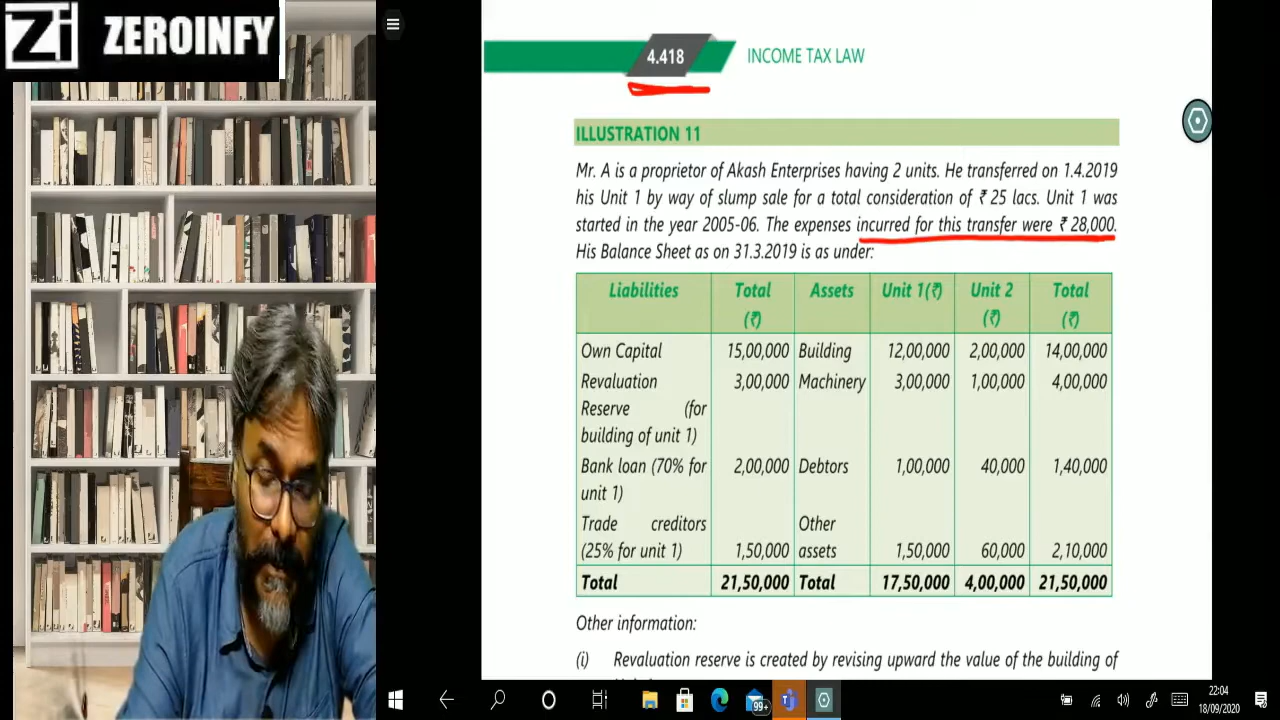 Zi ZEROINFY
4.418 INCOME TAX LAW
ILLUSTRATION 11
Mr. A is a proprietor of Akash Enterprises having 2 units. He transferred on 1.4.2019
his Unit 1 by way of slump sale for a total consideration of ₹ 25 lacs. Unit 1 was
started in the year 2005-06. The expenses incurred for this transfer were ₹ 28,000.
His Balance Sheet as on 31.3.2019 is as under:
Liabilities Total Assets Unit 1(₹) Unit 2 Total
(₹) (₹) (₹)
Own Capital 15,00,000 Building 12,00,000 2,00,000 14,00,000
Revaluation 3,00,000 Machinery 3,00,000 1,00,000 4,00,000
Reserve (for
building of unit 1)
Bank loan (70% for 2,00,000 Debtors 1,00,000 40,000 1,40,000
unit 1)
Trade creditors Other
(25% for unit 1) 1,50,000 assets 1,50,000 60,000 2,10,000
Total 21,50,000 Total 17,50,000 4,00,000 21,50,000
Other information:
(i) Revaluation reserve is created by revising upward the value of the building of
99+
22:04
18/09/2020